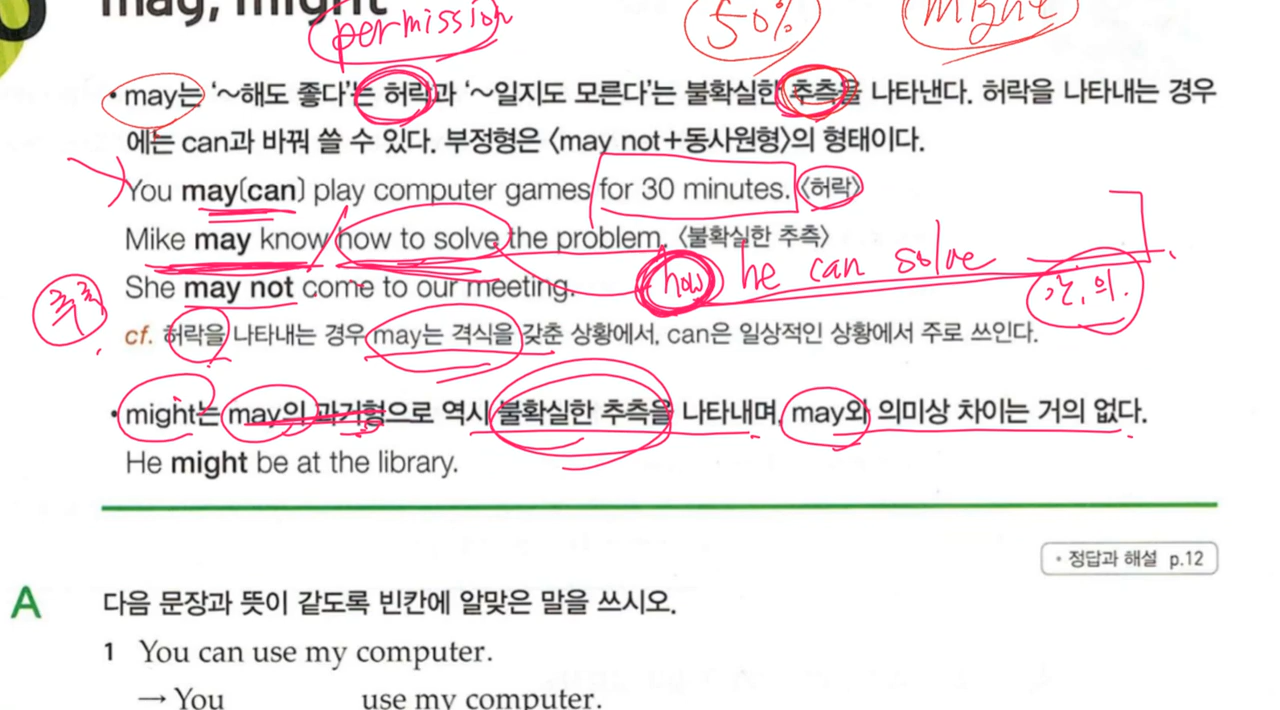 may, might
permission 50% might
• may는 ‘~해도 좋다’는 허락과 ‘~일지도 모른다’는 불확실한 추측을 나타낸다. 허락을 나타내는 경우
에는 can과 바꿔 쓸 수 있다. 부정형은 〈may not+동사원형〉의 형태이다.
You may(can) play computer games for 30 minutes. 〈허락〉
Mike may know how to solve the problem. 〈불확실한 추측〉
how he can solve
She may not come to our meeting.
추측
간.의.
cf. 허락을 나타내는 경우 may는 격식을 갖춘 상황에서, can은 일상적인 상황에서 주로 쓰인다.
• might는 may의 과거형으로 역시 불확실한 추측을 나타내며, may와 의미상 차이는 거의 없다.
He might be at the library.
• 정답과 해설 p.12
A 다음 문장과 뜻이 같도록 빈칸에 알맞은 말을 쓰시오.
1 You can use my computer.
→ You use my computer.